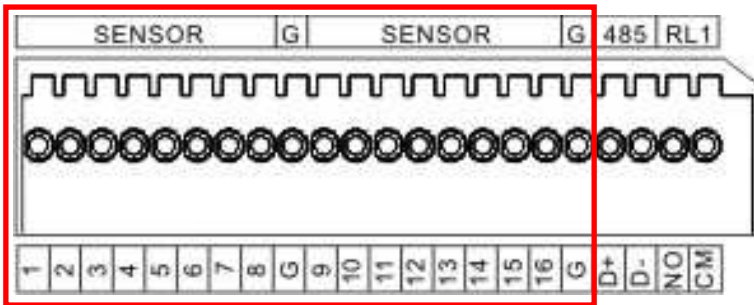 SENSOR G SENSOR G 485 RL1
1 2 3 4 5 6 7 8 G 9 10 11 12 13 14 15 16 G D+ D- NO CM